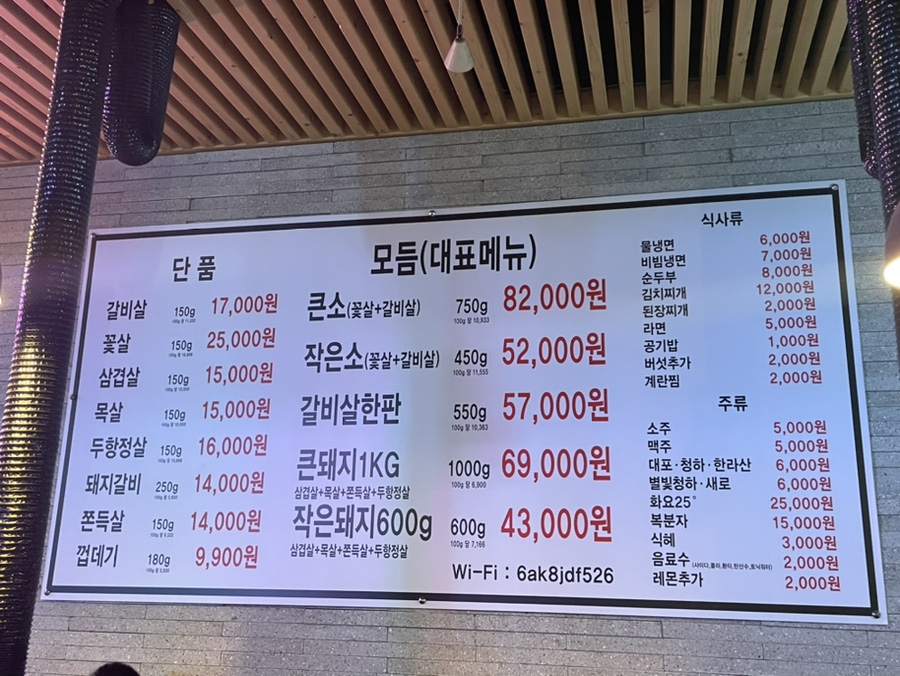 단 품
갈비살 150g 17,000원
꽃살 150g 25,000원
삼겹살 150g 15,000원
목살 150g 15,000원
두항정살 150g 16,000원
돼지갈비 250g 14,000원
쫀득살 150g 14,000원
껍데기 180g 9,900원
모듬(대표메뉴)
큰소(꽃살+갈비살) 750g 82,000원
100g 당 10,933
작은소(꽃살+갈비살) 450g 52,000원
100g 당 11,555
갈비살한판 550g 57,000원
100g 당 10,363
큰돼지1KG 1000g 69,000원
삼겹살+목살+쫀득살+두항정살 100g 당 6,900
작은돼지600g 600g 43,000원
삼겹살+목살+쫀득살+두항정살 100g 당 7,166
Wi-Fi : 6ak8jdf526
식사류
물냉면 6,000원
비빔냉면 7,000원
순두부 8,000원
김치찌개 12,000원
된장찌개 2,000원
라면 5,000원
공기밥 1,000원
버섯추가 2,000원
계란찜 2,000원
주류
소주 5,000원
맥주 5,000원
대포·청하·한라산 6,000원
별빛청하·새로 6,000원
화요25° 25,000원
복분자 15,000원
식혜 3,000원
음료수 (사이다,콜라,환타,탄산수,토닉워터) 2,000원
레몬추가 2,000원